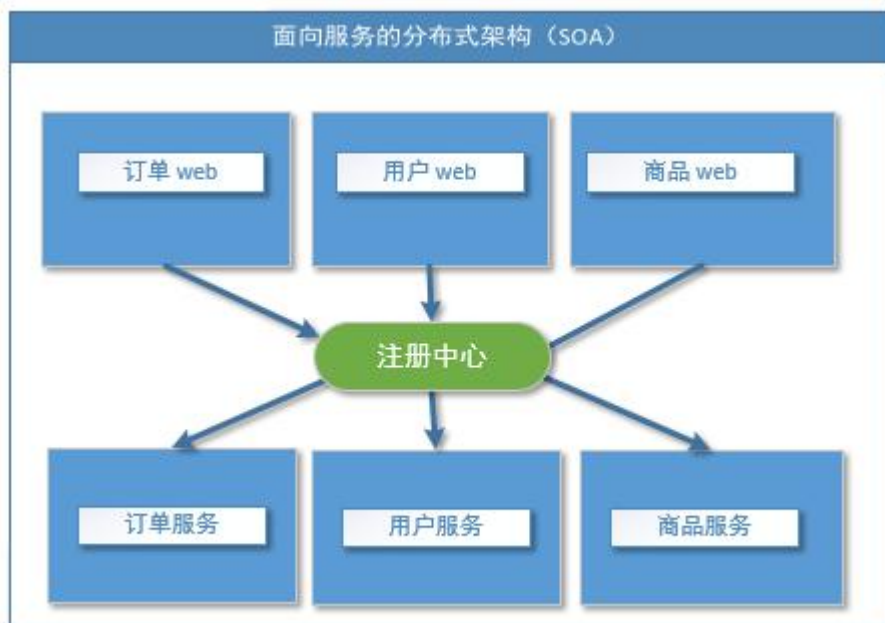 面向服务的分布式架构（SOA）
订单 web
用户 web
商品 web
注册中心
订单服务
用户服务
商品服务